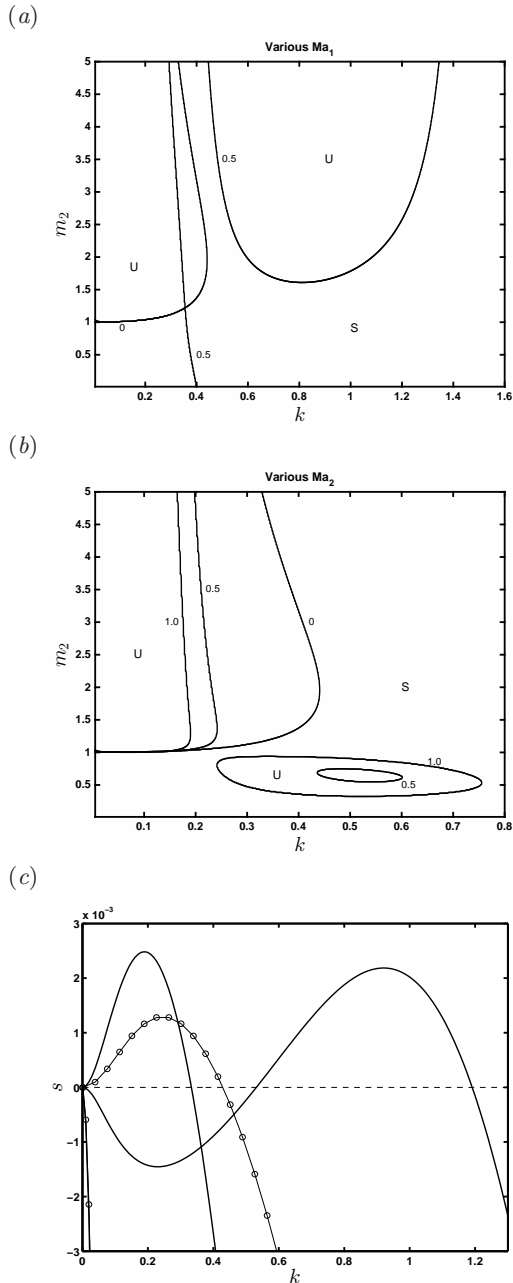 (a)
Various Ma₁
5
4.5
4
3.5
3
2.5
2
1.5
1
0.5
m₂
0.5
U
U
0
0.5
S
0.2 0.4 0.6 0.8 1 1.2 1.4 1.6
k
(b)
Various Ma₂
5
4.5
4
3.5
3
2.5
2
1.5
1
0.5
m₂
0.5
1.0
0
U
S
1.0
U
0.5
0.1 0.2 0.3 0.4 0.5 0.6 0.7 0.8
k
(c)
x 10⁻³
3
2
1
0
−1
−2
−3
s
0 0.2 0.4 0.6 0.8 1 1.2
k